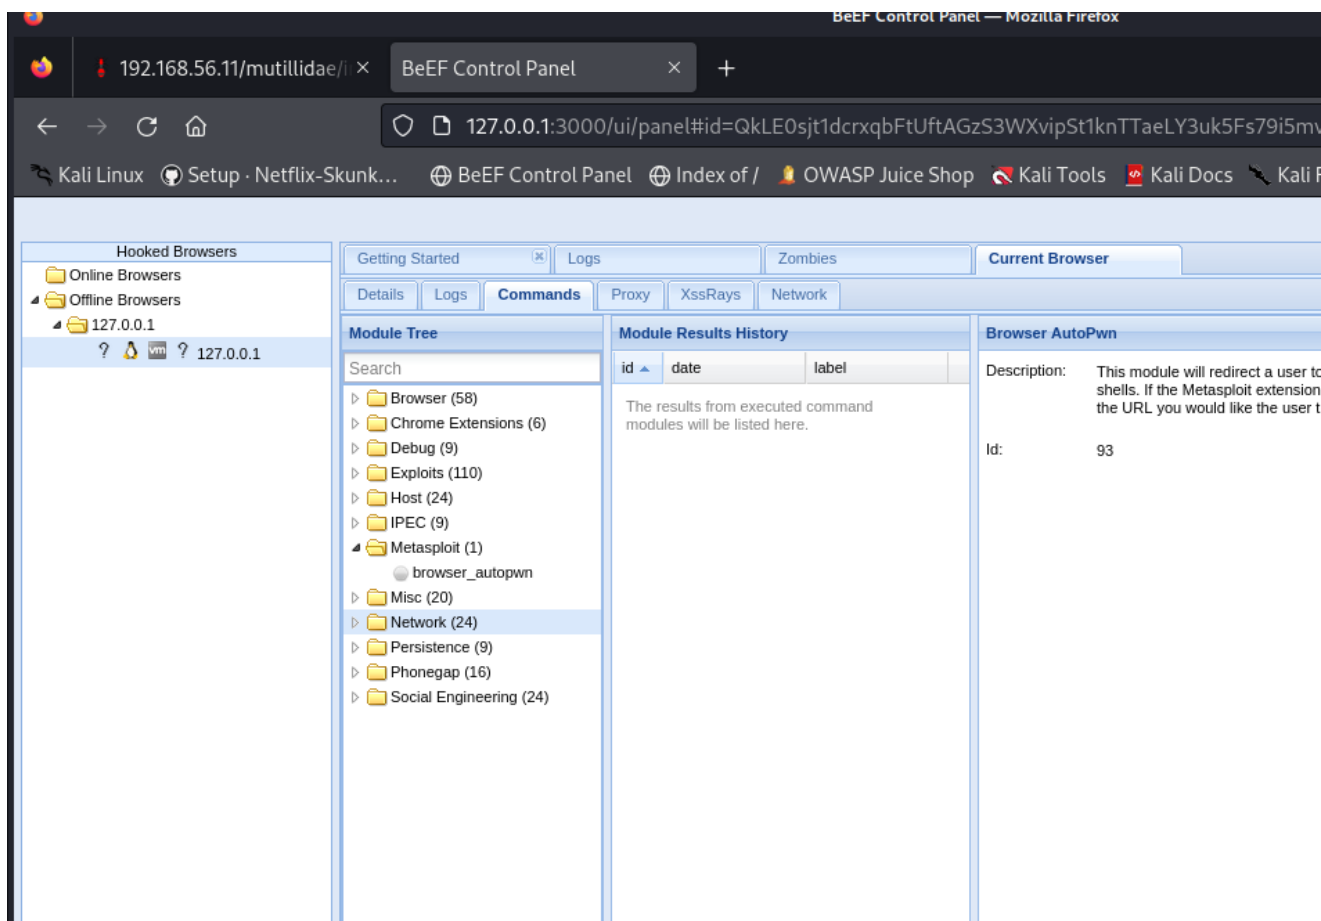 BeEF Control Panel — Mozilla Firefox
192.168.56.11/mutillidae/i
BeEF Control Panel
127.0.0.1:3000/ui/panel#id=QkLE0sjt1dcrxqbFtUftAGzS3WXvipSt1knTTaeLY3uk5Fs79i5mv
Kali Linux Setup · Netflix-Skunk... BeEF Control Panel Index of / OWASP Juice Shop Kali Tools Kali Docs Kali F
Hooked Browsers
Online Browsers
Offline Browsers
127.0.0.1
? vm ? 127.0.0.1
Getting Started Logs Zombies Current Browser
Details Logs Commands Proxy XssRays Network
Module Tree
Search
Browser (58)
Chrome Extensions (6)
Debug (9)
Exploits (110)
Host (24)
IPEC (9)
Metasploit (1)
browser_autopwn
Misc (20)
Network (24)
Persistence (9)
Phonegap (16)
Social Engineering (24)
Module Results History
id date label
The results from executed command
modules will be listed here.
Browser AutoPwn
Description: This module will redirect a user to
shells. If the Metasploit extension
the URL you would like the user t
Id: 93